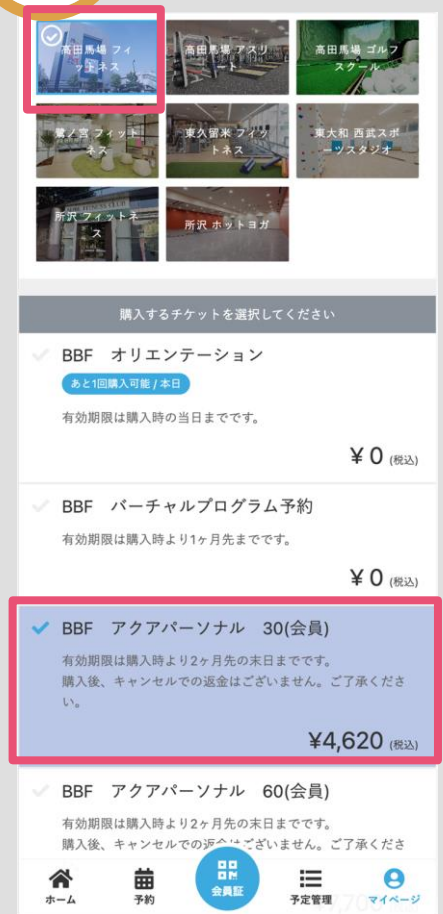 高田馬場 フィ
ットネス
高田馬場 アスリ
ート
高田馬場 ゴルフ
スクール
鷺ノ宮 フィット
ネス
東久留米 フィッ
トネス
東大和 西武スポ
ーツスタジオ
所沢 フィットネ
ス
所沢 ホットヨガ
購入するチケットを選択してください
BBF オリエンテーション
あと1回購入可能 / 本日
有効期限は購入時の当日までです。
¥ 0 (税込)
BBF バーチャルプログラム予約
有効期限は購入時より1ヶ月先までです。
¥ 0 (税込)
BBF アクアパーソナル 30(会員)
有効期限は購入時より2ヶ月先の末日までです。
購入後、キャンセルでの返金はございません。ご了承くださ
い。
¥4,620 (税込)
BBF アクアパーソナル 60(会員)
有効期限は購入時より2ヶ月先の末日までです。
購入後、キャンセルでの返金はございません。ご了承くださ
ホーム
予約
会員証
予定管理
マイページ